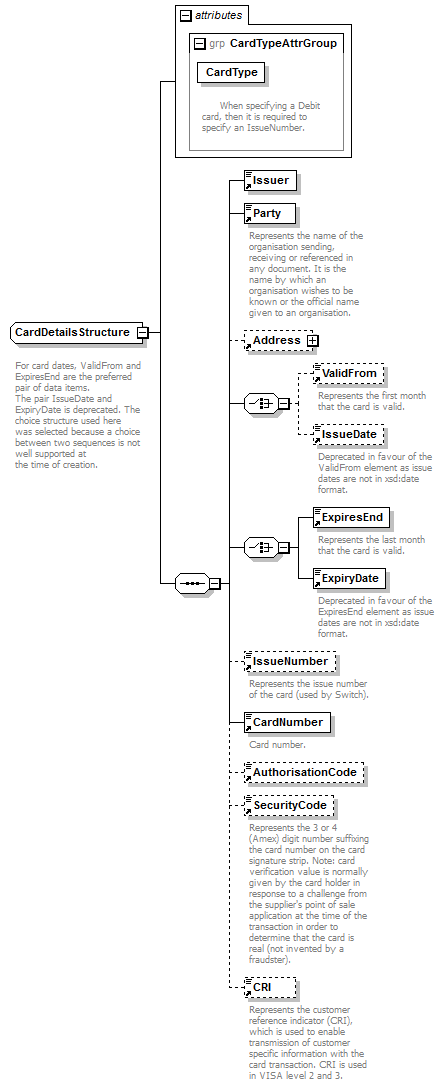 attributes
grp CardTypeAttrGroup
CardType
When specifying a Debit
card, then it is required to
specify an IssueNumber.
Issuer
Party
Represents the name of the
organisation sending,
receiving or referenced in
any document. It is the
name by which an
organisation wishes to be
known or the official name
given to an organisation.
CardDetailsStructure
For card dates, ValidFrom and
ExpiresEnd are the preferred
pair of data items.
The pair IssueDate and
ExpiryDate is deprecated. The
choice structure used here
was selected because a choice
between two sequences is not
well supported at
the time of creation.
Address
ValidFrom
Represents the first month
that the card is valid.
IssueDate
Deprecated in favour of the
ValidFrom element as issue
dates are not in xsd:date
format.
ExpiresEnd
Represents the last month
that the card is valid.
ExpiryDate
Deprecated in favour of the
ExpiresEnd element as issue
dates are not in xsd:date
format.
IssueNumber
Represents the issue number
of the card (used by Switch).
CardNumber
Card number.
AuthorisationCode
SecurityCode
Represents the 3 or 4
(Amex) digit number suffixing
the card number on the card
signature strip. Note: card
verification value is normally
given by the card holder in
response to a challenge from
the supplier's point of sale
application at the time of the
transaction in order to
determine that the card is
real (not invented by a
fraudster).
CRI
Represents the customer
reference indicator (CRI),
which is used to enable
transmission of customer
specific information with the
card transaction. CRI is used
in VISA level 2 and 3.